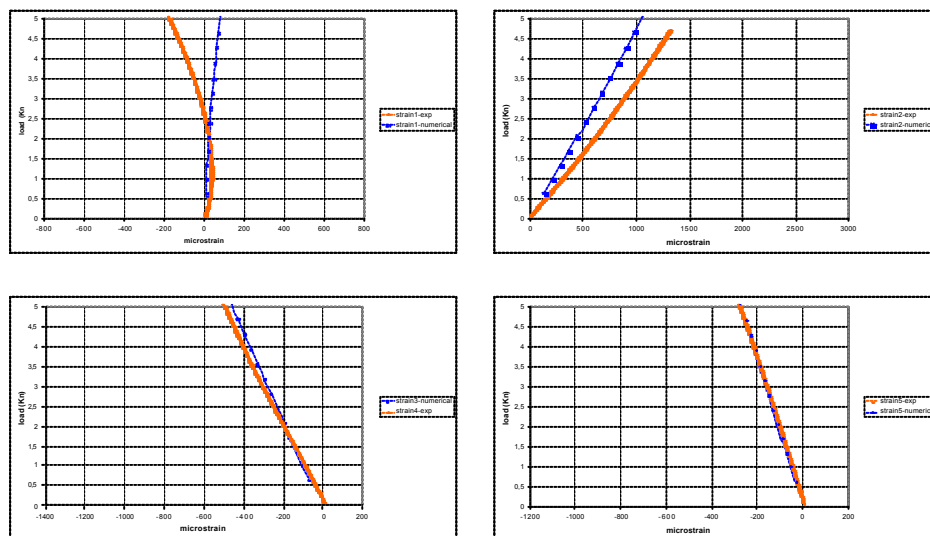 5
4,5
4
3,5
3
2,5
2
1,5
1
0,5
0
load (Kn)
-800 -600 -400 -200 0 200 400 600 800
microstrain
strain1-exp
strain1-numerical
5
4,5
4
3,5
3
2,5
2
1,5
1
0,5
0
load (Kn)
0 500 1000 1500 2000 2500 3000
microstrain
strain2-exp
strain2-numeric
5
4,5
4
3,5
3
2,5
2
1,5
1
0,5
0
load (Kn)
-1400 -1200 -1000 -800 -600 -400 -200 0 200
microstrain
strain3-numerical
strain4-exp
5
4,5
4
3,5
3
2,5
2
1,5
1
0,5
0
load (Kn)
-1200 -1000 -800 -600 -400 -200 0 200
microstrain
strain5-exp
strain5-numeric